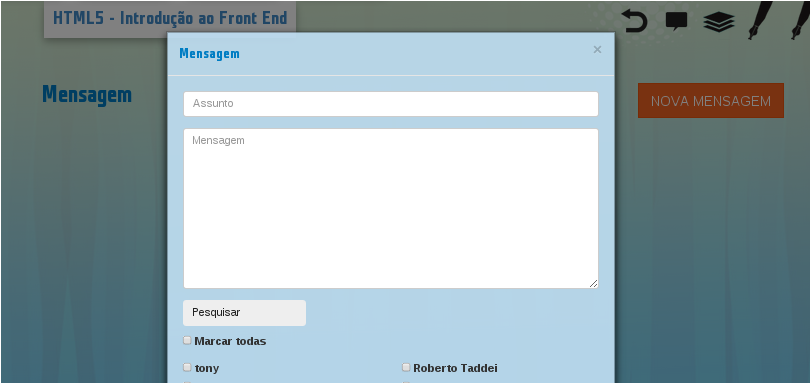 HTML5 - Introdução ao Front End
Mensagem ×
Mensagem
NOVA MENSAGEM
Assunto
Mensagem
Pesquisar
Marcar todas
tony
Roberto Taddei